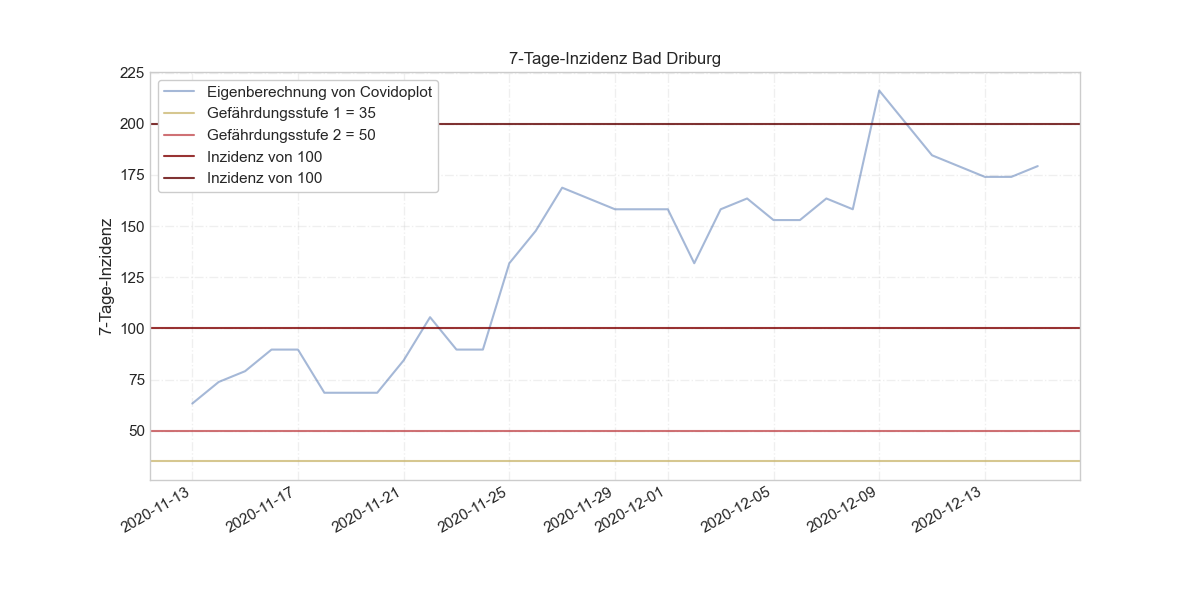 7-Tage-Inzidenz Bad Driburg
Eigenberechnung von Covidoplot
Gefährdungsstufe 1 = 35
Gefährdungsstufe 2 = 50
Inzidenz von 100
Inzidenz von 100
7-Tage-Inzidenz
225
200
175
150
125
100
75
50
2020-11-13
2020-11-17
2020-11-21
2020-11-25
2020-11-29
2020-12-01
2020-12-05
2020-12-09
2020-12-13